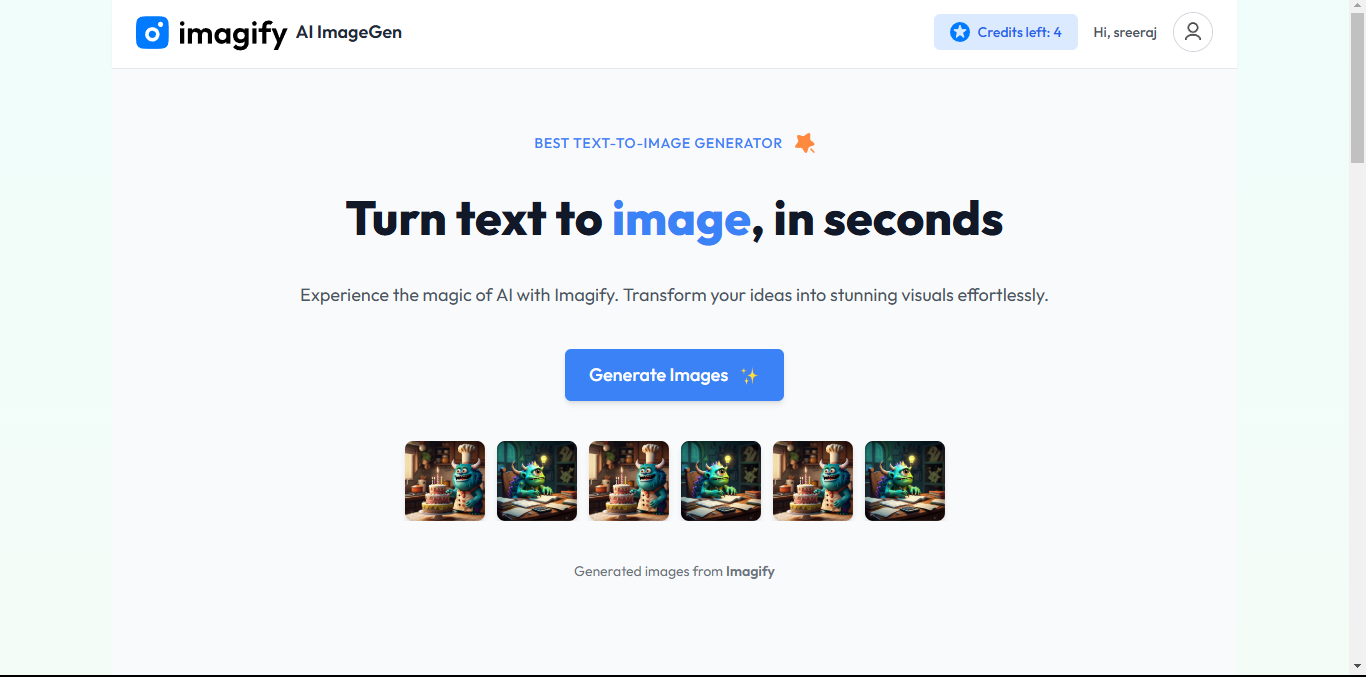 imagify AI ImageGen
Credits left: 4
Hi, sreeraj
BEST TEXT-TO-IMAGE GENERATOR
Turn text to image, in seconds
Experience the magic of AI with Imagify. Transform your ideas into stunning visuals effortlessly.
Generate Images
Generated images from Imagify